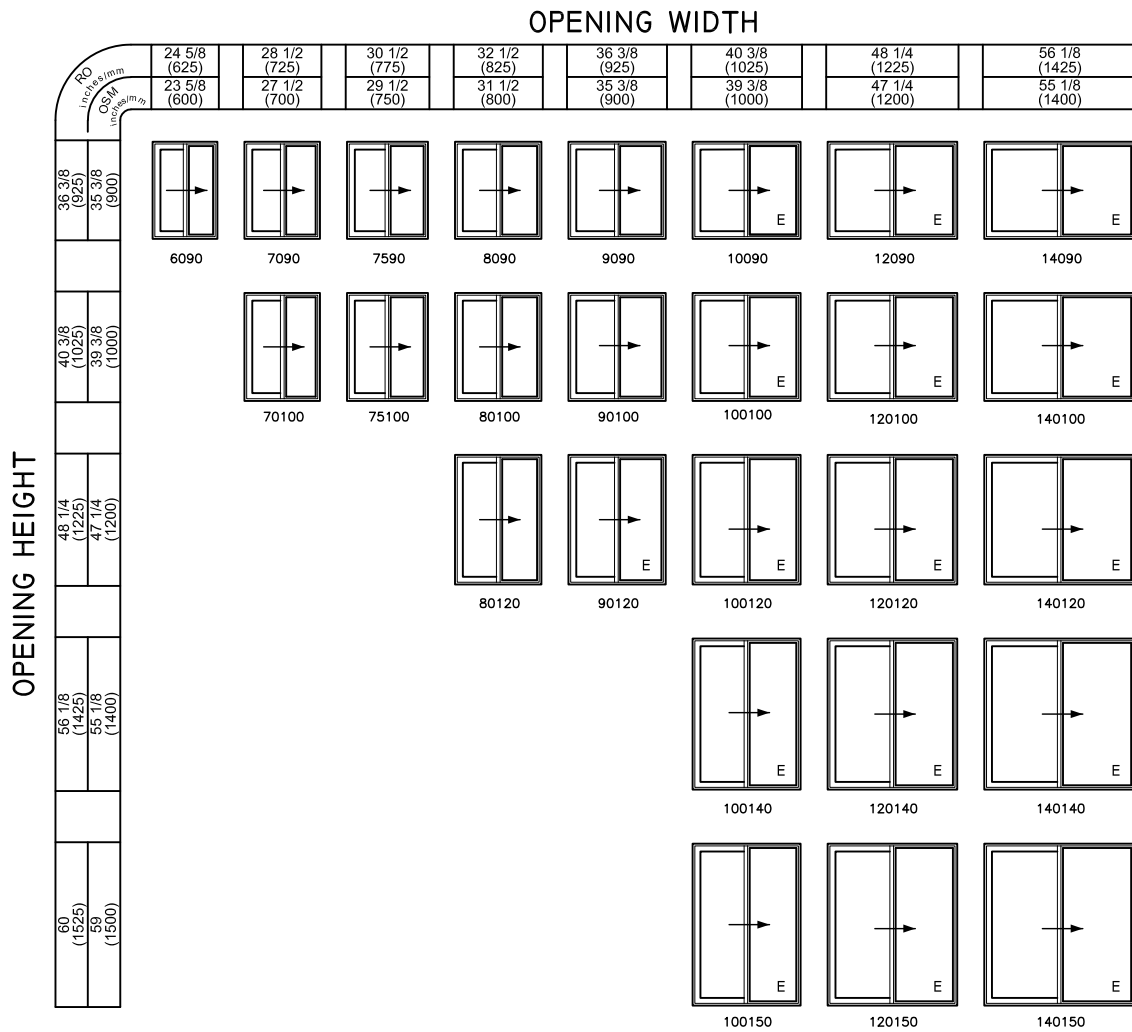 OPENING WIDTH
RO
inches/mm
OSM
inches/mm
24 5/8 28 1/2 30 1/2 32 1/2 36 3/8 40 3/8 48 1/4 56 1/8
(625) (725) (775) (825) (925) (1025) (1225) (1425)
23 5/8 27 1/2 29 1/2 31 1/2 35 3/8 39 3/8 47 1/4 55 1/8
(600) (700) (750) (800) (900) (1000) (1200) (1400)
OPENING HEIGHT
36 3/8
(925)
35 3/8
(900)
E E E
6090 7090 7590 8090 9090 10090 12090 14090
40 3/8
(1025)
39 3/8
(1000)
E E E
70100 75100 80100 90100 100100 120100 140100
48 1/4
(1225)
47 1/4
(1200)
E E E E
80120 90120 100120 120120 140120
56 1/8
(1425)
55 1/8
(1400)
E E E
100140 120140 140140
60
(1525)
59
(1500)
E E E
100150 120150 140150